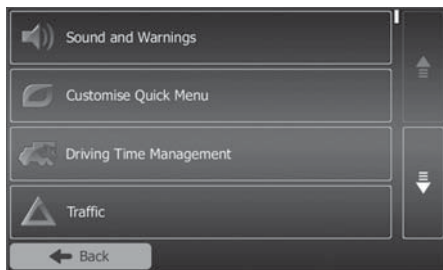 Sound and Warnings
Customise Quick Menu
Driving Time Management
Traffic
Back